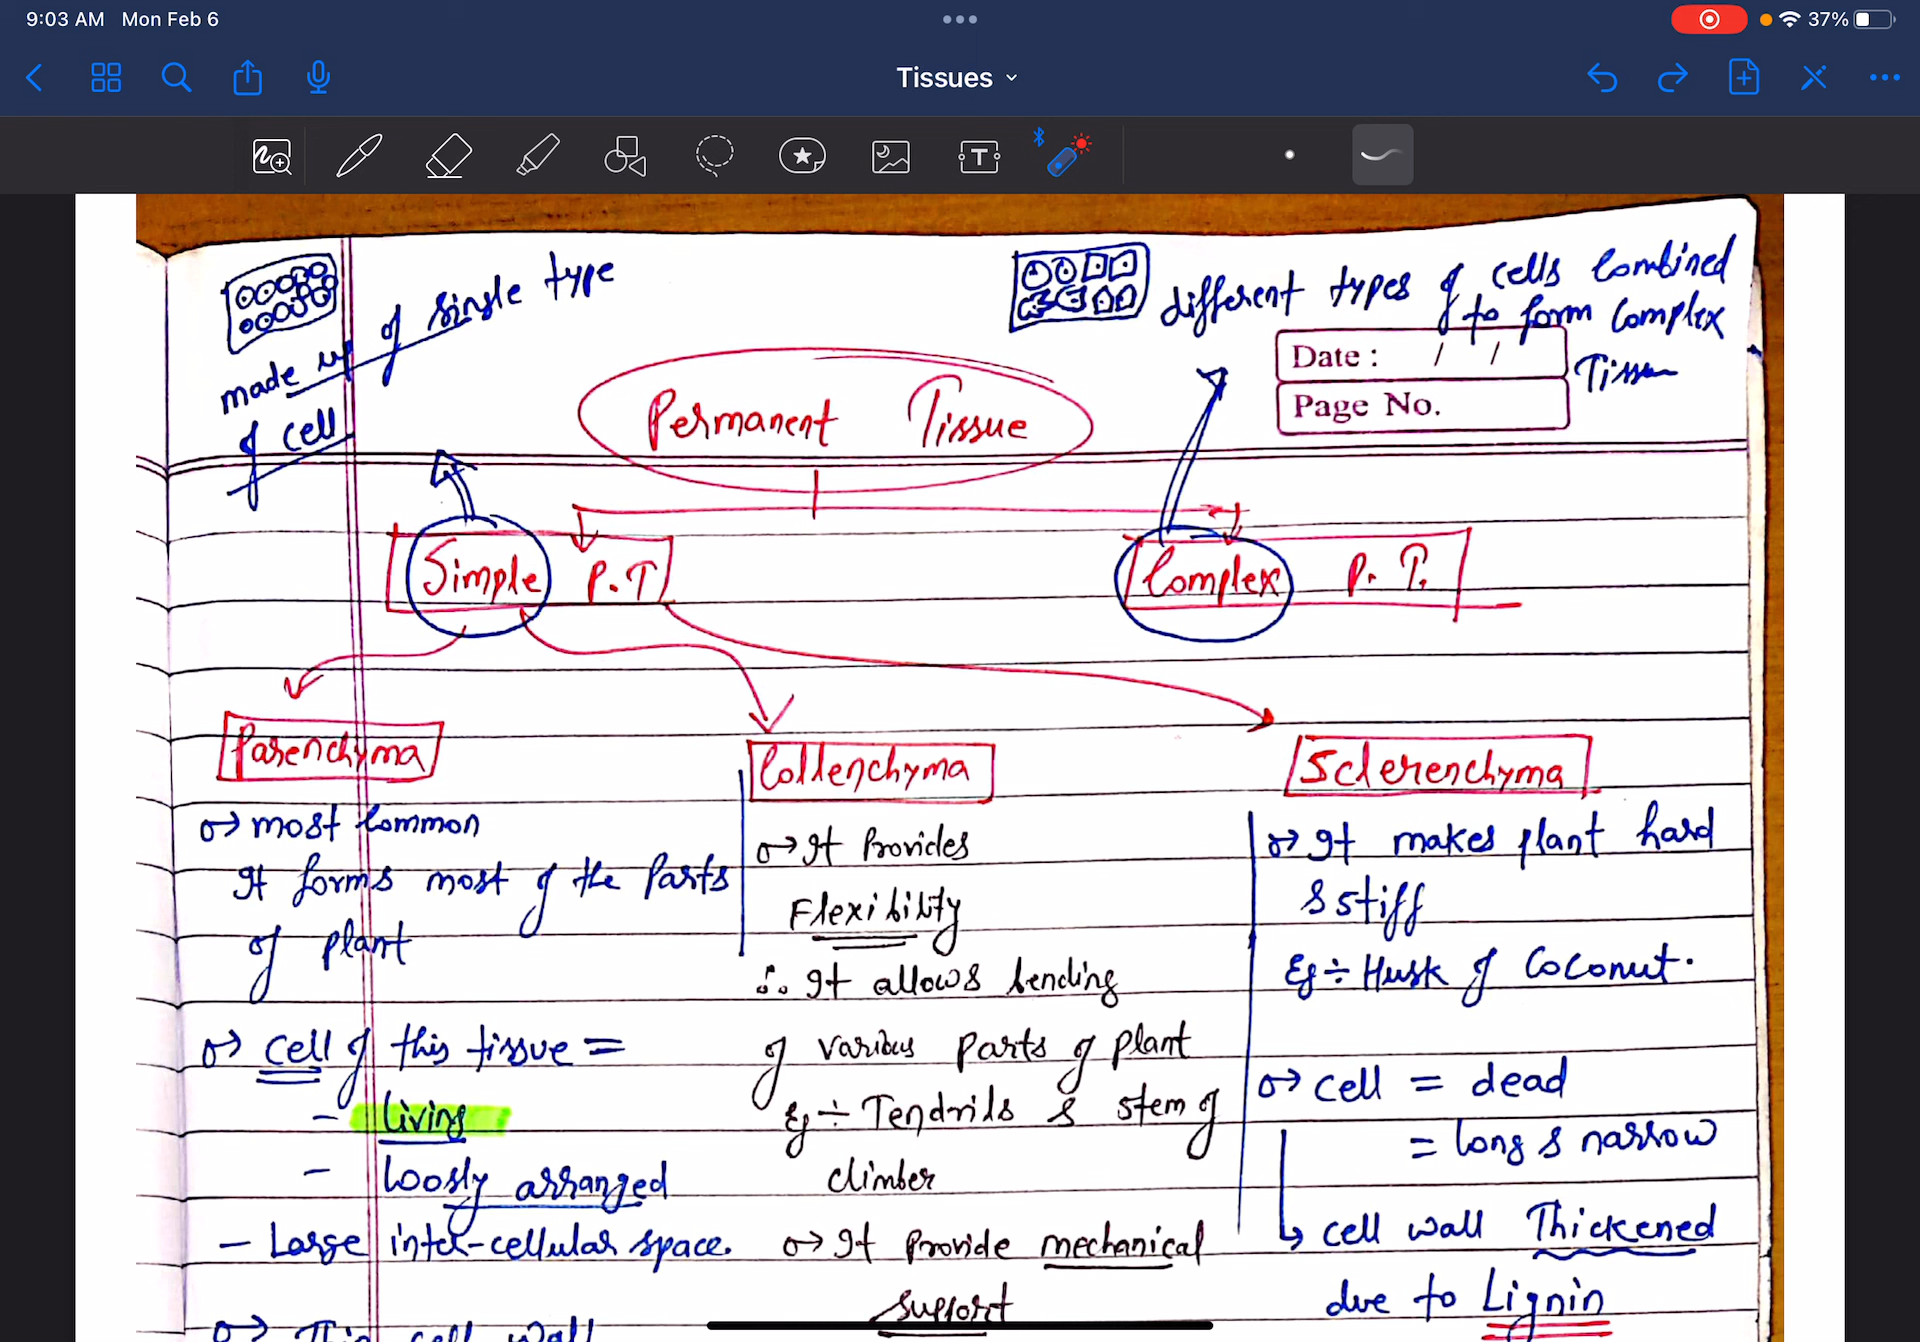 9:03 AM Mon Feb 6
37%
Tissues
T
made up of single type
of cell
different types of cells combined
to form complex
Tissue
Date : / /
Page No.
Permanent Tissue
Simple P.T
Complex P.T.
Parenchyma
most common
It forms most of the parts
of plant
cell of this tissue =
- living
- loosly arranged
- Large inter-cellular space.
Thin cell wall
Collenchyma
It Provides
Flexibility
∴ It allows bending
of various parts of plant
Eg ÷ Tendrils & stem of
climber
It Provide mechanical
support
Sclerenchyma
It makes plant hard
& stiff
Eg ÷ Husk of Coconut.
cell = dead
= long & narrow
cell wall Thickened
due to Lignin